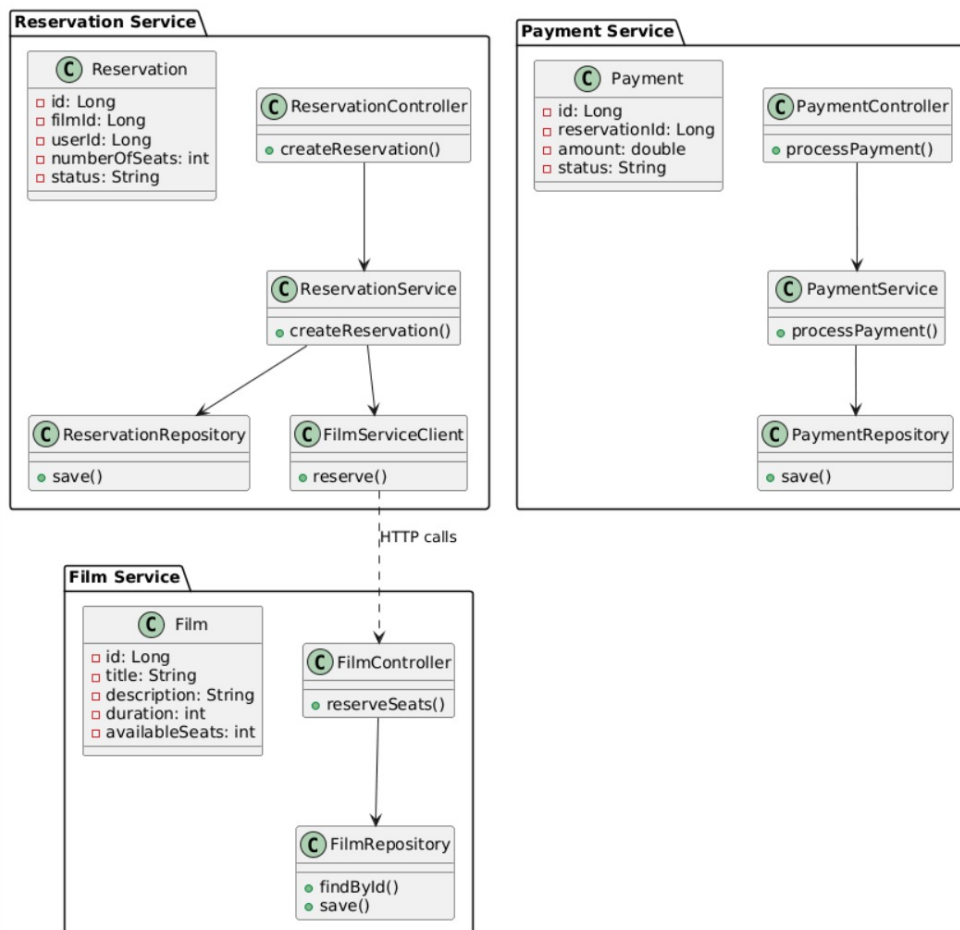 Reservation Service
C Reservation
id: Long
filmId: Long
userId: Long
numberOfSeats: int
status: String
C ReservationController
createReservation()
C ReservationService
createReservation()
C ReservationRepository
save()
C FilmServiceClient
reserve()
Payment Service
C Payment
id: Long
reservationId: Long
amount: double
status: String
C PaymentController
processPayment()
C PaymentService
processPayment()
C PaymentRepository
save()
HTTP calls
Film Service
C Film
id: Long
title: String
description: String
duration: int
availableSeats: int
C FilmController
reserveSeats()
C FilmRepository
findById()
save()